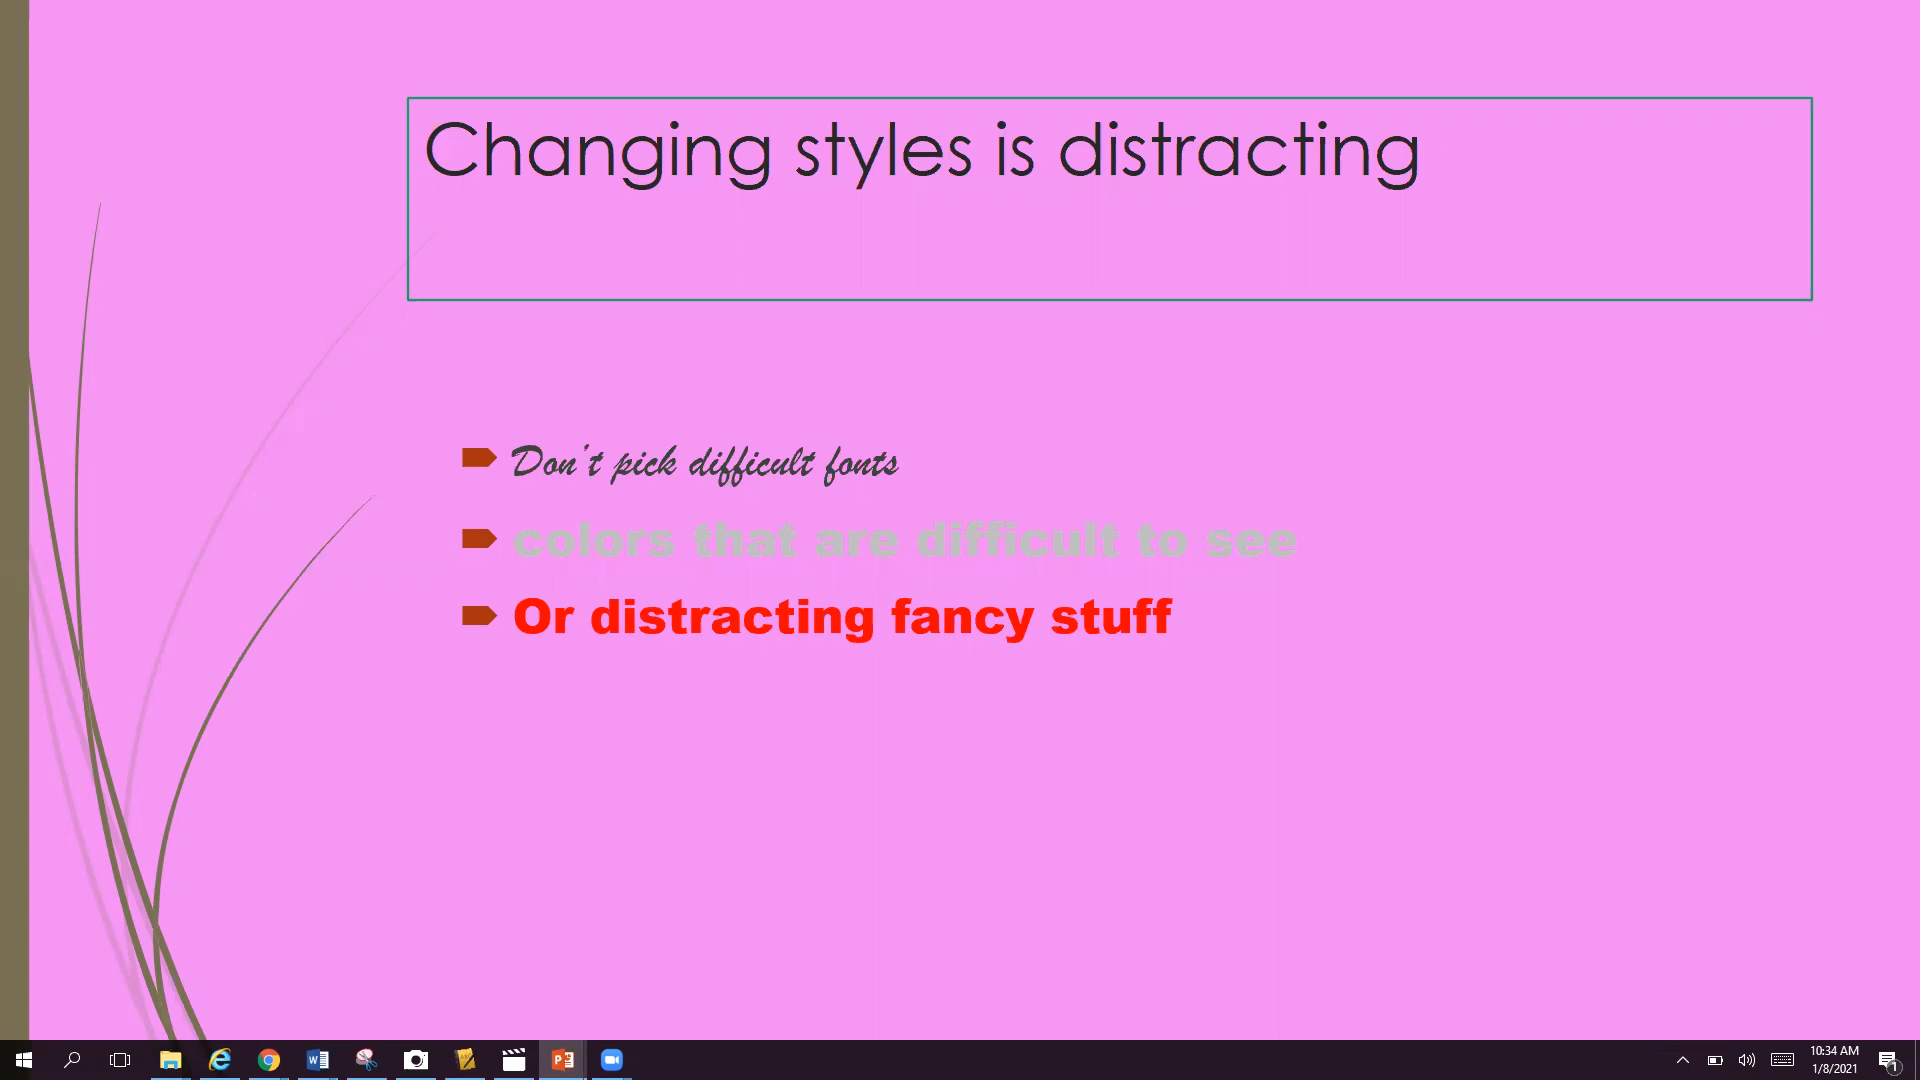 Changing styles is distracting
Don't pick difficult fonts
colors that are difficult to see
Or distracting fancy stuff
10:34 AM
1/8/2021
1